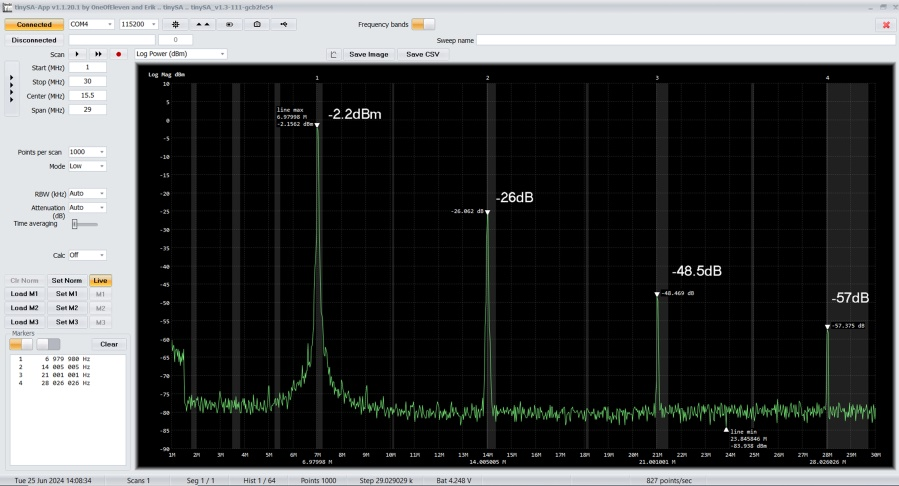 tinySA-App v1.1.20.1 by OneOfEleven and Erik .. tinySA .. tinySA_v1.3-111-gcb2fe54
Connected COM4 115200 Frequency bands
Disconnected 0 Sweep name
Scan Log Power (dBm) Save Image Save CSV
Start (MHz) 1
Stop (MHz) 30
Center (MHz) 15.5
Span (MHz) 29
Points per scan 1000
Mode Low
RBW (kHz) Auto
Attenuation (dB) Auto
Time averaging
Calc Off
Clr Norm Set Norm Live
Load M1 Set M1 M1
Load M2 Set M2 M2
Load M3 Set M3 M3
Markers
Clear
1 6 979 980 Hz
2 14 005 005 Hz
3 21 001 001 Hz
4 28 026 026 Hz
Log Mag dBm
1 2 3 4
10
5
0
-5
-10
-15
-20
-25
-30
-35
-40
-45
-50
-55
-60
-65
-70
-75
-80
-85
-90
line max
6.97998 M
-2.1562 dBm
-2.2dBm
-26dB
-26.062 dB
-48.5dB
-48.469 dB
-57dB
-57.375 dB
line min
23.845846 M
-83.938 dBm
1M 2M 3M 4M 5M 6M 7M 8M 9M 10M 11M 12M 13M 14M 15M 16M 17M 18M 19M 20M 21M 22M 23M 24M 25M 26M 27M 28M 29M 30M
6.97998 M 14.005005 M 21.001001 M 28.026026 M
Tue 25 Jun 2024 14:08:34 Scans 1 Seg 1 / 1 Hist 1 / 64 Points 1000 Step 29.029029 k Bat 4.248 V 827 points/sec